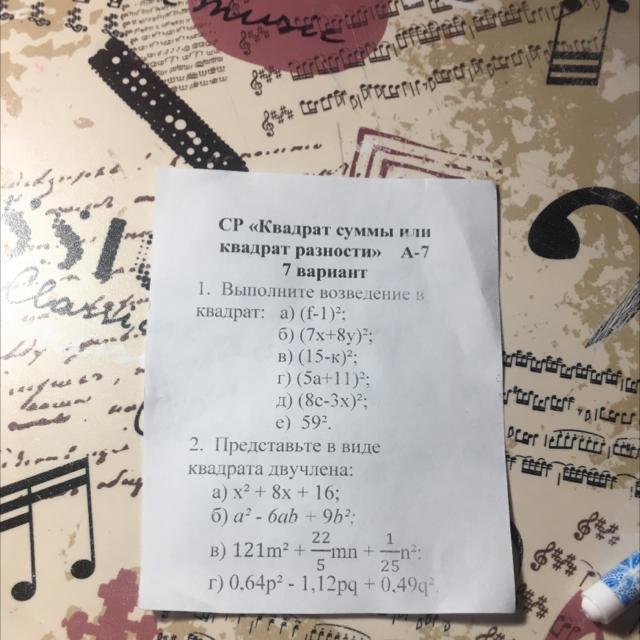 music
Classic
СР «Квадрат суммы или
квадрат разности» А-7
7 вариант
1. Выполните возведение в
квадрат: а) (f-1)²;
б) (7x+8y)²;
в) (15-к)²;
г) (5a+11)²;
д) (8c-3x)²;
е) 59².
2. Представьте в виде
квадрата двучлена:
а) x² + 8x + 16;
б) a² - 6ab + 9b²;
в) 121m² + 22/5 mn + 1/25 n²;
г) 0,64p² - 1,12pq + 0,49q².